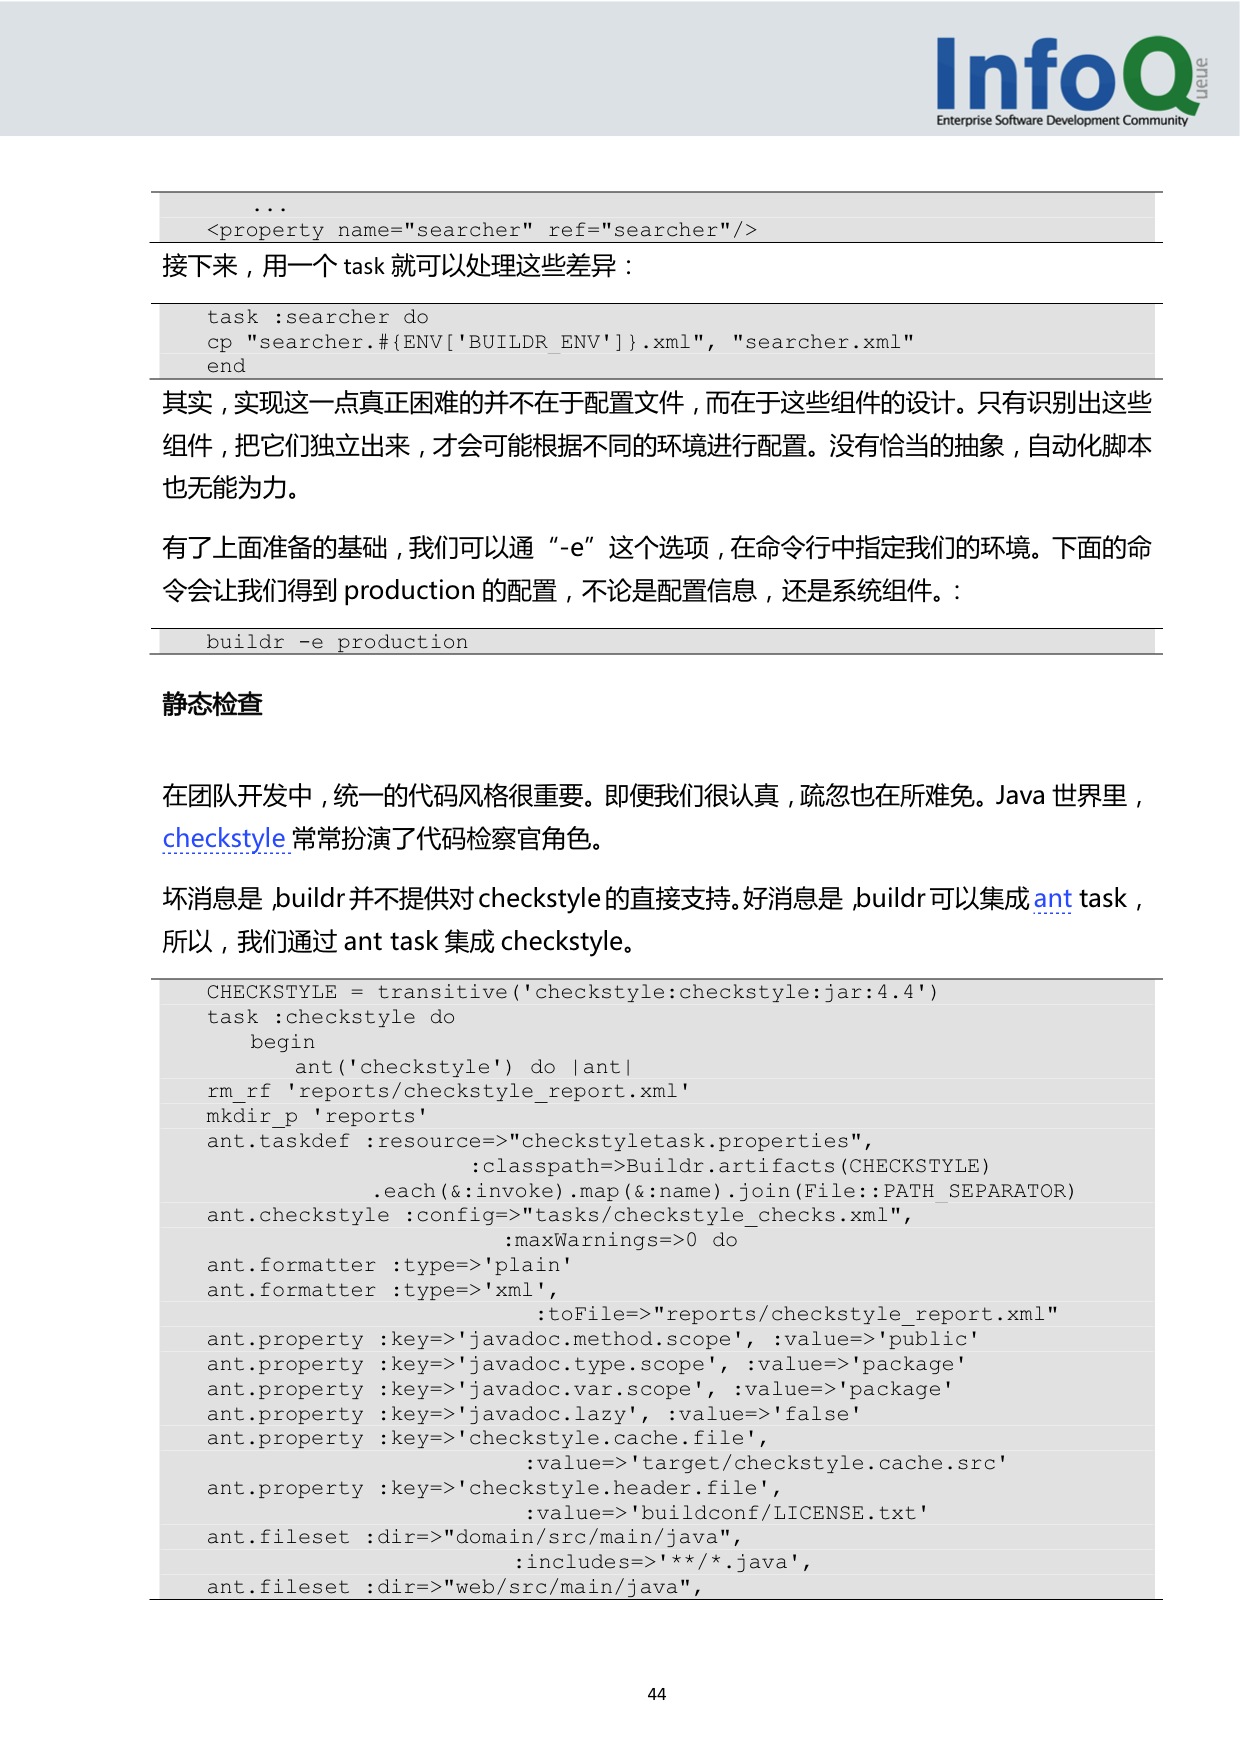 InfoQ
ueue
Enterprise Software Development Community
...
<property name="searcher" ref="searcher"/>
接下来，用一个 task 就可以处理这些差异：
task :searcher do
cp "searcher.#{ENV['BUILDR_ENV']}.xml", "searcher.xml"
end
其实，实现这一点真正困难的并不在于配置文件，而在于这些组件的设计。只有识别出这些
组件，把它们独立出来，才会可能根据不同的环境进行配置。没有恰当的抽象，自动化脚本
也无能为力。
有了上面准备的基础，我们可以通“-e”这个选项，在命令行中指定我们的环境。下面的命
令会让我们得到 production 的配置，不论是配置信息，还是系统组件。：
buildr -e production
静态检查
在团队开发中，统一的代码风格很重要。即便我们很认真，疏忽也在所难免。Java 世界里，
checkstyle 常常扮演了代码检察官角色。
坏消息是，buildr 并不提供对 checkstyle 的直接支持。好消息是，buildr 可以集成 ant task，
所以，我们通过 ant task 集成 checkstyle。
CHECKSTYLE = transitive('checkstyle:checkstyle:jar:4.4')
task :checkstyle do
begin
ant('checkstyle') do |ant|
rm_rf 'reports/checkstyle_report.xml'
mkdir_p 'reports'
ant.taskdef :resource=>"checkstyletask.properties",
:classpath=>Buildr.artifacts(CHECKSTYLE)
.each(&:invoke).map(&:name).join(File::PATH_SEPARATOR)
ant.checkstyle :config=>"tasks/checkstyle_checks.xml",
:maxWarnings=>0 do
ant.formatter :type=>'plain'
ant.formatter :type=>'xml',
:toFile=>"reports/checkstyle_report.xml"
ant.property :key=>'javadoc.method.scope', :value=>'public'
ant.property :key=>'javadoc.type.scope', :value=>'package'
ant.property :key=>'javadoc.var.scope', :value=>'package'
ant.property :key=>'javadoc.lazy', :value=>'false'
ant.property :key=>'checkstyle.cache.file',
:value=>'target/checkstyle.cache.src'
ant.property :key=>'checkstyle.header.file',
:value=>'buildconf/LICENSE.txt'
ant.fileset :dir=>"domain/src/main/java",
:includes=>'**/*.java',
ant.fileset :dir=>"web/src/main/java",
44